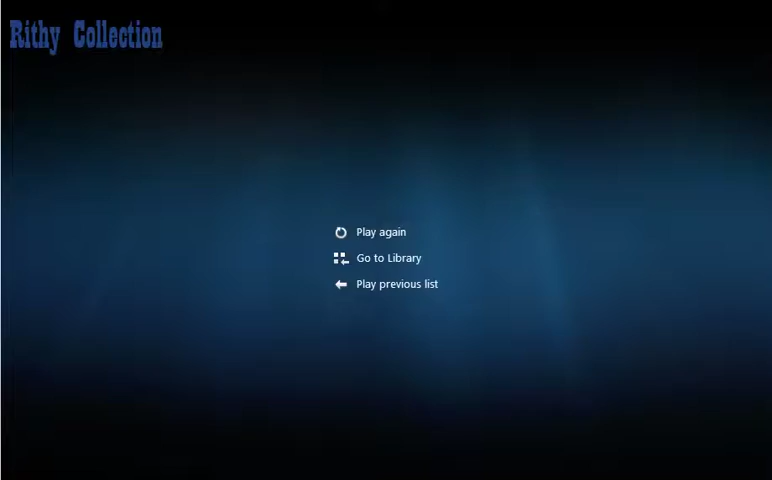 Rithy Collection
Play again
Go to Library
Play previous list